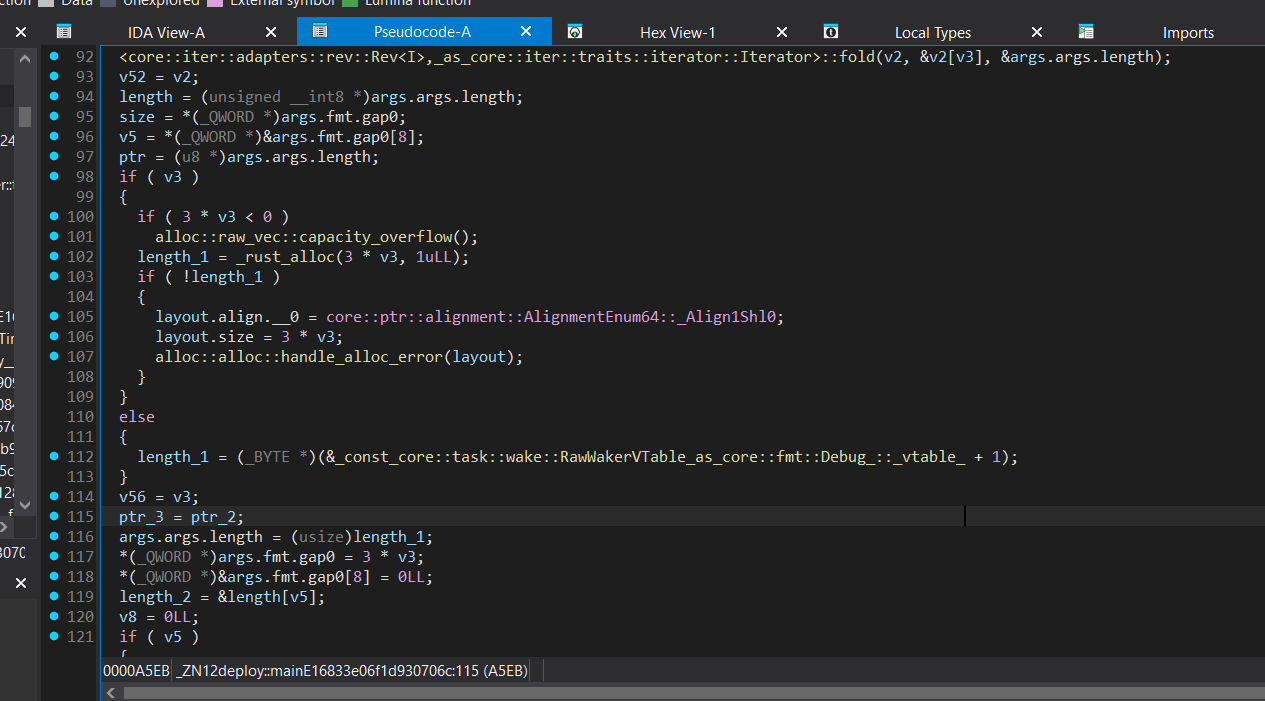 Data Unexplored External symbol Lumina function
IDA View-A Pseudocode-A Hex View-1 Local Types Imports
92 <core::iter::adapters::rev::Rev<I>,_as_core::iter::traits::iterator::Iterator>::fold(v2, &v2[v3], &args.args.length);
93 v52 = v2;
94 length = (unsigned __int8 *)args.args.length;
95 size = *(_QWORD *)args.fmt.gap0;
96 v5 = *(_QWORD *)&args.fmt.gap0[8];
97 ptr = (u8 *)args.args.length;
98 if ( v3 )
99 {
100 if ( 3 * v3 < 0 )
101 alloc::raw_vec::capacity_overflow();
102 length_1 = _rust_alloc(3 * v3, 1uLL);
103 if ( !length_1 )
104 {
105 layout.align.__0 = core::ptr::alignment::AlignmentEnum64::_Align1Shl0;
106 layout.size = 3 * v3;
107 alloc::alloc::handle_alloc_error(layout);
108 }
109 }
110 else
111 {
112 length_1 = (_BYTE *)(&_const_core::task::wake::RawWakerVTable_as_core::fmt::Debug_::_vtable_ + 1);
113 }
114 v56 = v3;
115 ptr_3 = ptr_2;
116 args.args.length = (usize)length_1;
117 *(_QWORD *)args.fmt.gap0 = 3 * v3;
118 *(_QWORD *)&args.fmt.gap0[8] = 0LL;
119 length_2 = &length[v5];
120 v8 = 0LL;
121 if ( v5 )
{
0000A5EB _ZN12deploy::mainE16833e06f1d930706c:115 (A5EB)